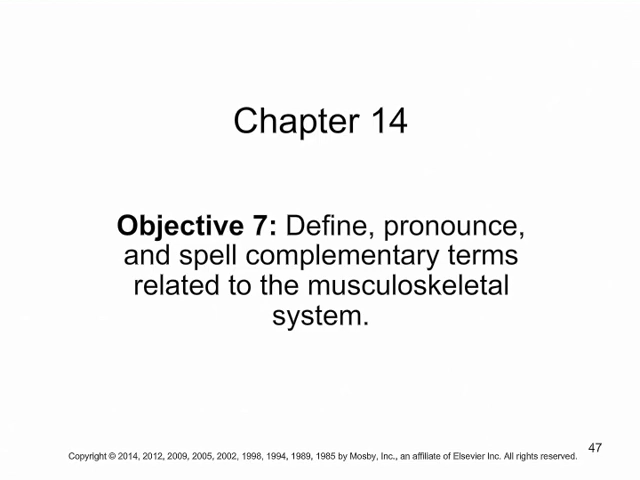 Chapter 14
Objective 7: Define, pronounce,
and spell complementary terms
related to the musculoskeletal
system.
47
Copyright © 2014, 2012, 2009, 2005, 2002, 1998, 1994, 1989, 1985 by Mosby, Inc., an affiliate of Elsevier Inc. All rights reserved.